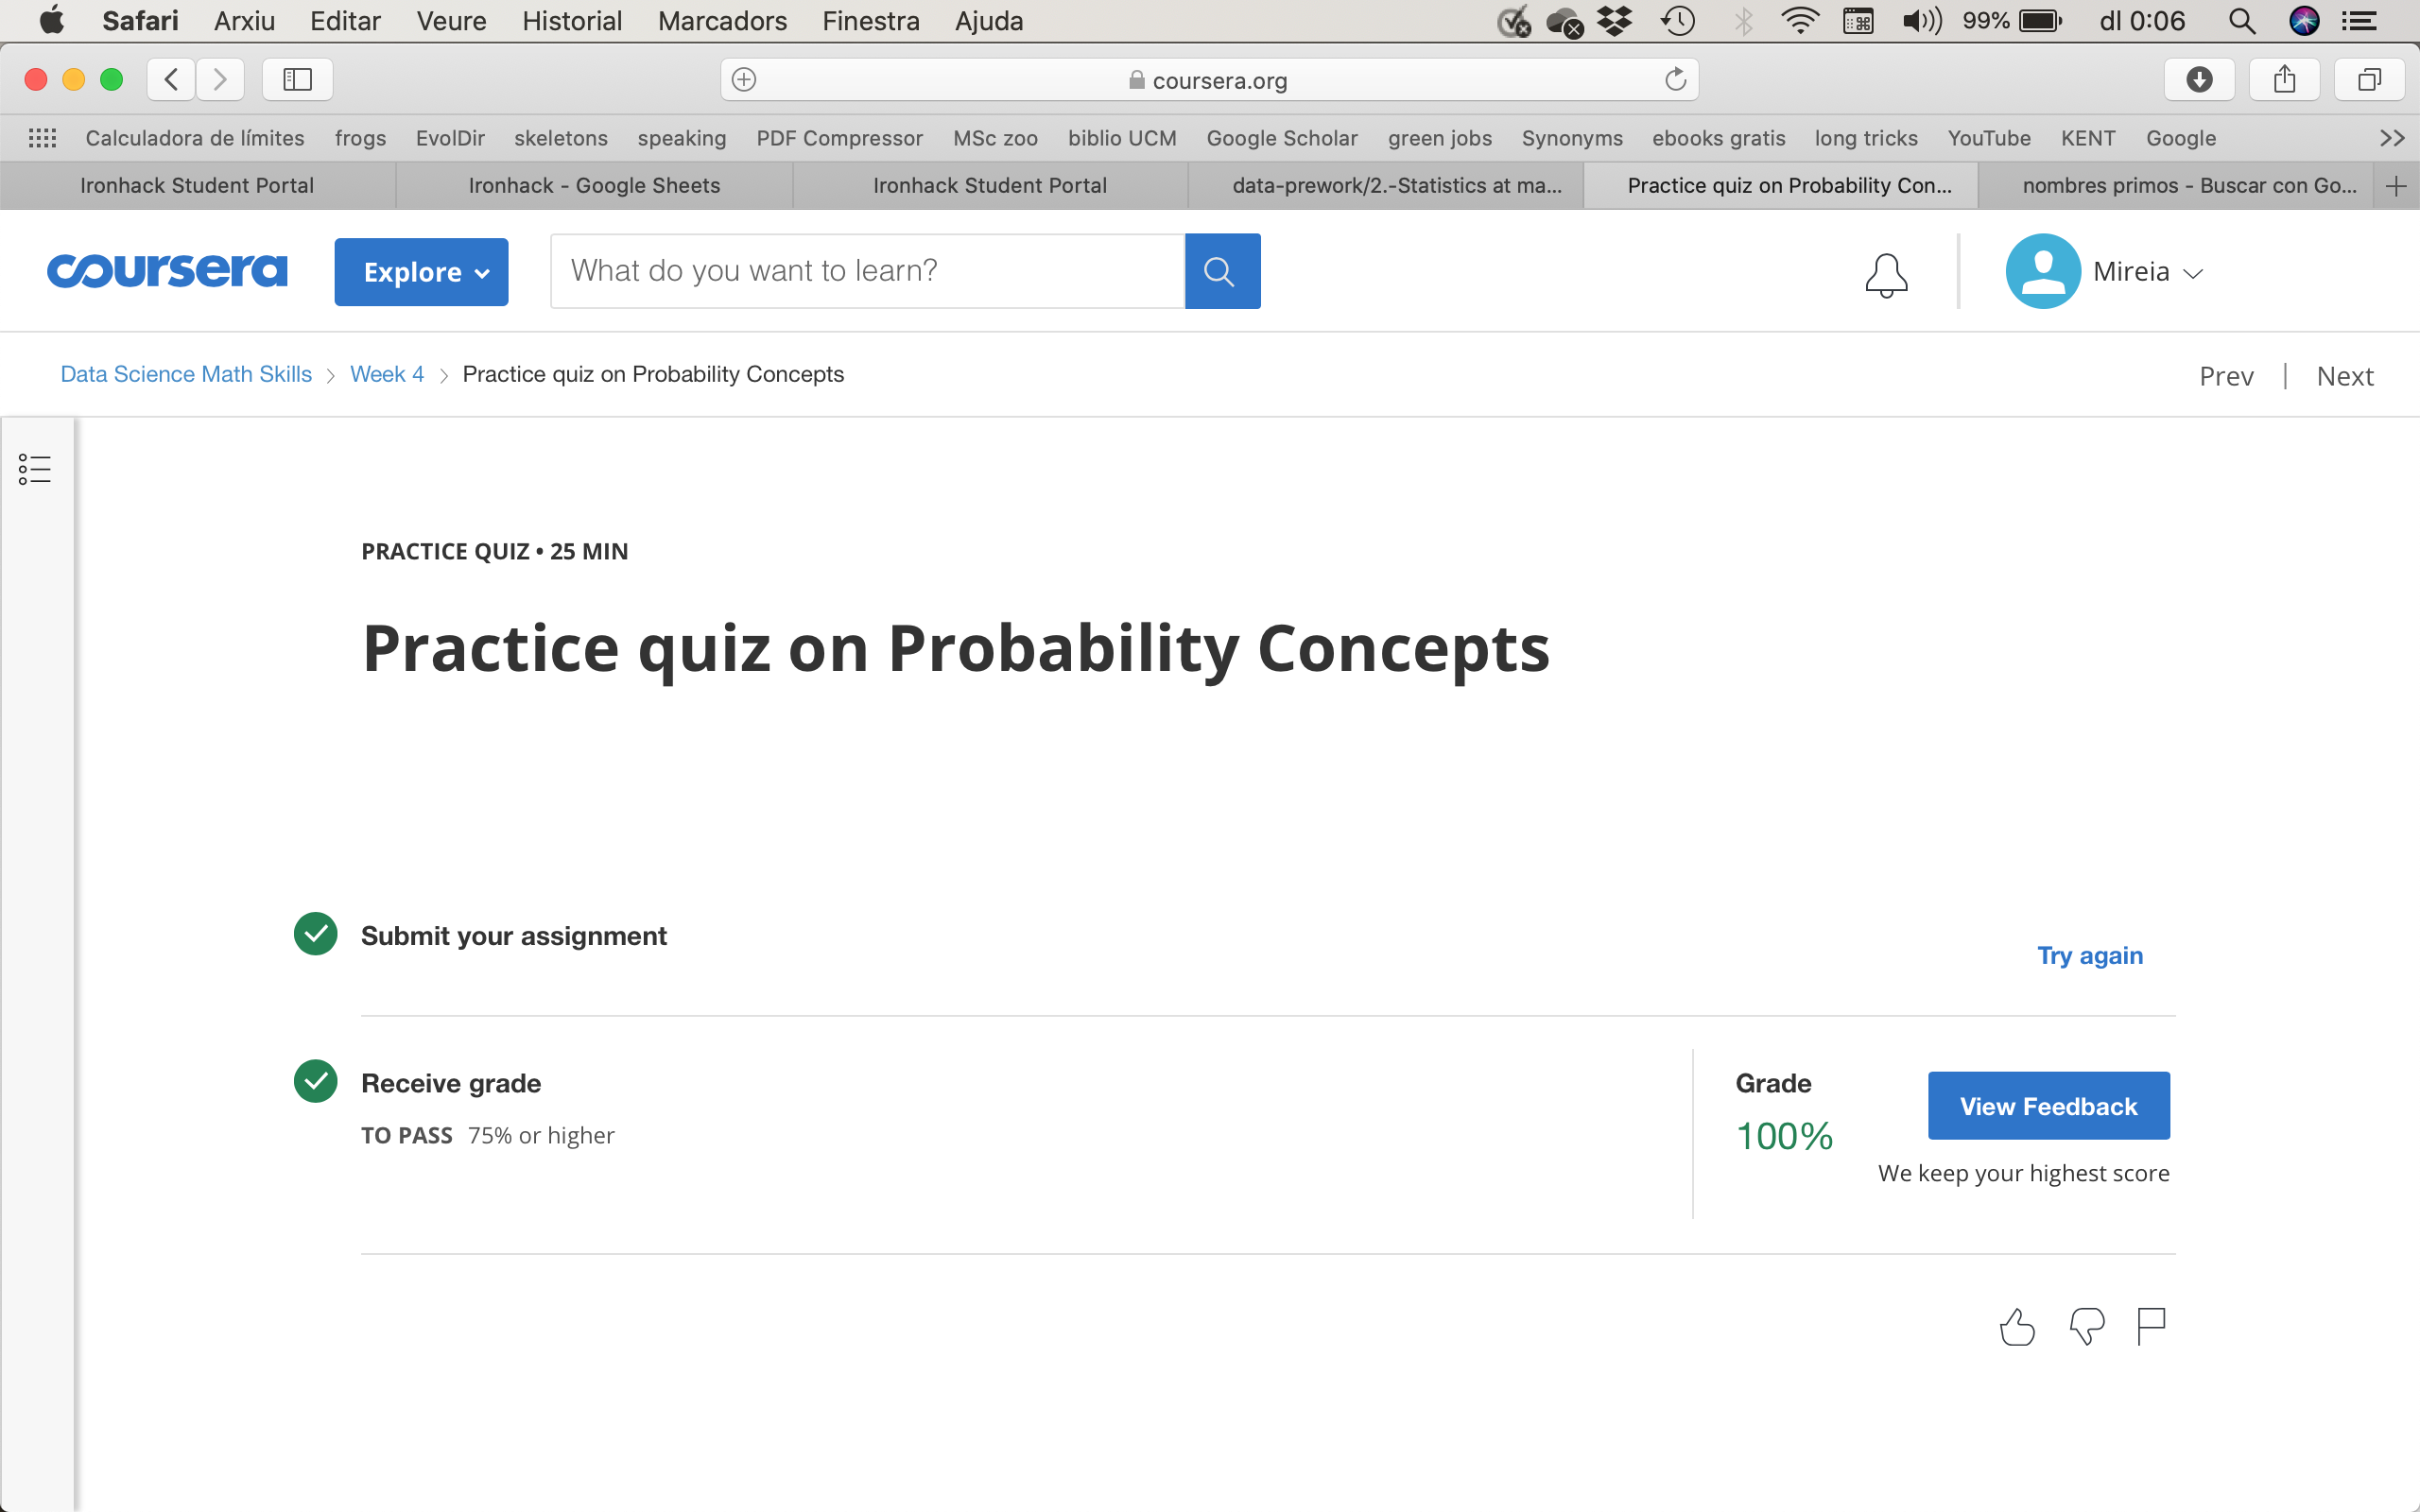 Safari Arxiu Editar Veure Historial Marcadors Finestra Ajuda 99% dl 0:06
coursera.org
Calculadora de límites frogs EvolDir skeletons speaking PDF Compressor MSc zoo biblio UCM Google Scholar green jobs Synonyms ebooks gratis long tricks YouTube KENT Google
Ironhack Student Portal Ironhack - Google Sheets Ironhack Student Portal data-prework/2.-Statistics at ma... Practice quiz on Probability Con... nombres primos - Buscar con Go...
coursera Explore What do you want to learn? Mireia
Data Science Math Skills Week 4 Practice quiz on Probability Concepts Prev | Next
PRACTICE QUIZ • 25 MIN
Practice quiz on Probability Concepts
Submit your assignment
Try again
Receive grade
TO PASS 75% or higher
Grade
100%
View Feedback
We keep your highest score